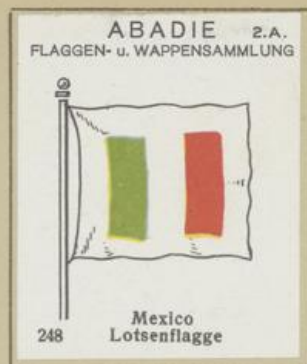 ABADIE 2.A.
FLAGGEN- u. WAPPENSAMMLUNG
248
Mexico
Lotsenflagge